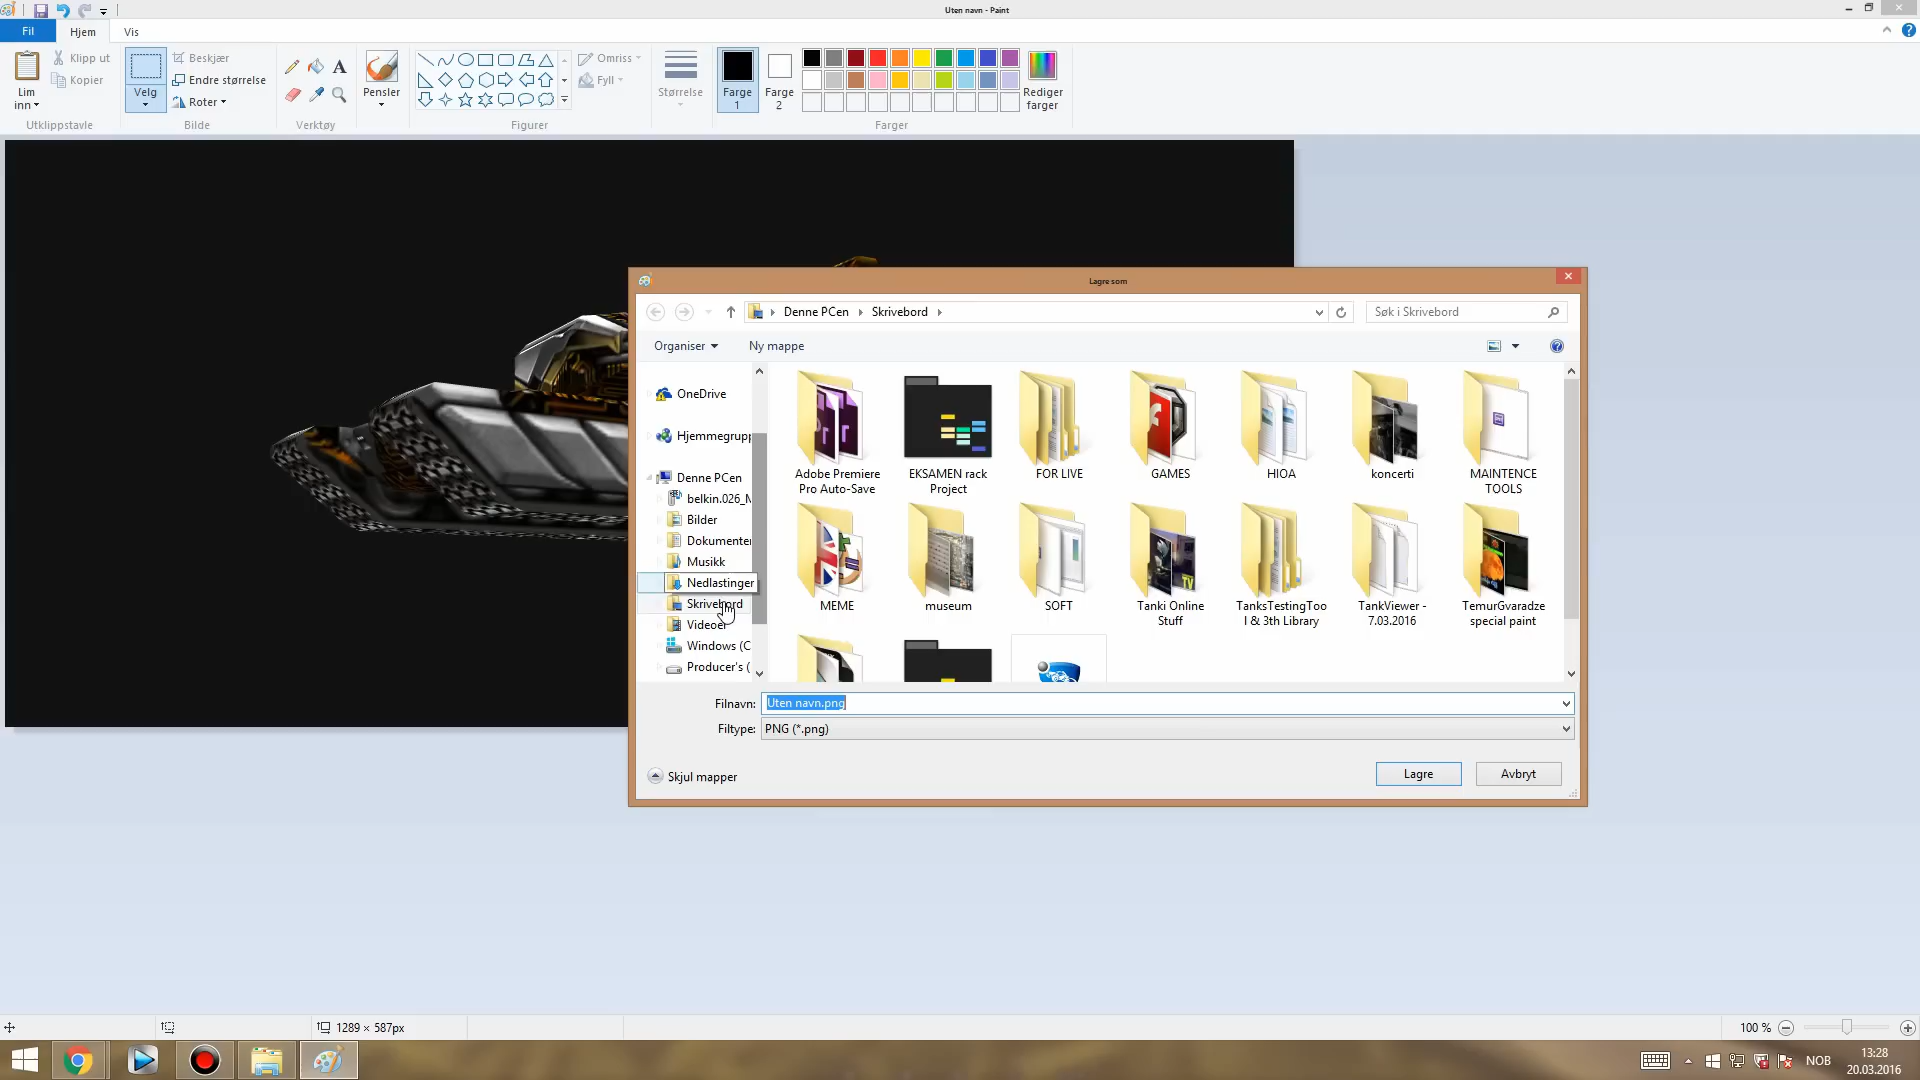 Uten navn - Paint
Fil
Hjem
Vis
Lim
inn
Klipp ut
Kopier
Utklippstavle
Velg
Beskjær
Endre størrelse
Roter
Bilde
A
Verktøy
Pensler
Omriss
Fyll
Figurer
Størrelse
Farge
1
Farge
2
Rediger
farger
Farger
Lagre som
Denne PCen
Skrivebord
Søk i Skrivebord
Organiser
Ny mappe
OneDrive
Hjemmegrupp
Denne PCen
belkin.026_N
Bilder
Dokumenter
Musikk
Nedlastinger
Skrivebord
Videoer
Windows (C
Producer's (
Adobe Premiere
Pro Auto-Save
EKSAMEN rack
Project
FOR LIVE
GAMES
HIOA
koncerti
MAINTENCE
TOOLS
MEME
museum
SOFT
Tanki Online
Stuff
TanksTestingToo
l & 3th Library
TankViewer -
7.03.2016
TemurGvaradze
special paint
Filnavn:
Uten navn.png
Filtype:
PNG (*.png)
Skjul mapper
Lagre
Avbryt
1289 × 587px
100 %
NOB
13:28
20.03.2016